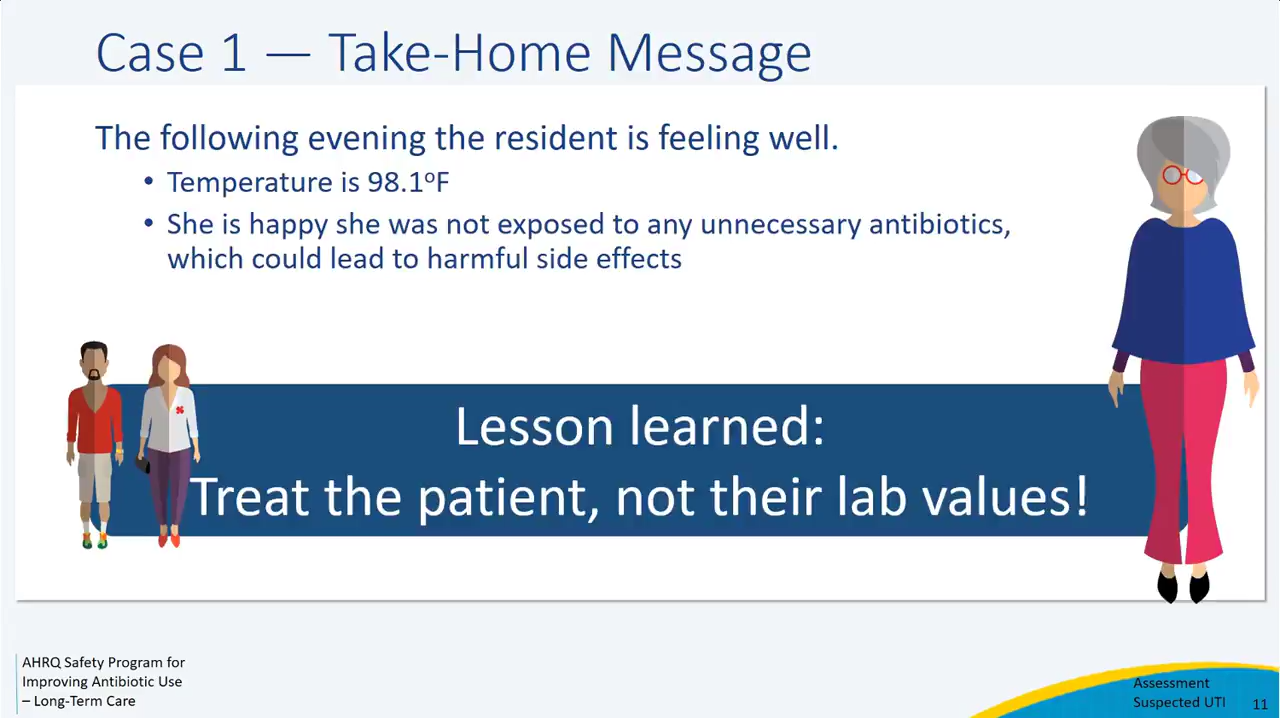 Case 1 — Take-Home Message
The following evening the resident is feeling well.
• Temperature is 98.1ºF
• She is happy she was not exposed to any unnecessary antibiotics,
which could lead to harmful side effects
Lesson learned:
Treat the patient, not their lab values!
AHRQ Safety Program for
Improving Antibiotic Use
– Long-Term Care
Assessment
Suspected UTI
11